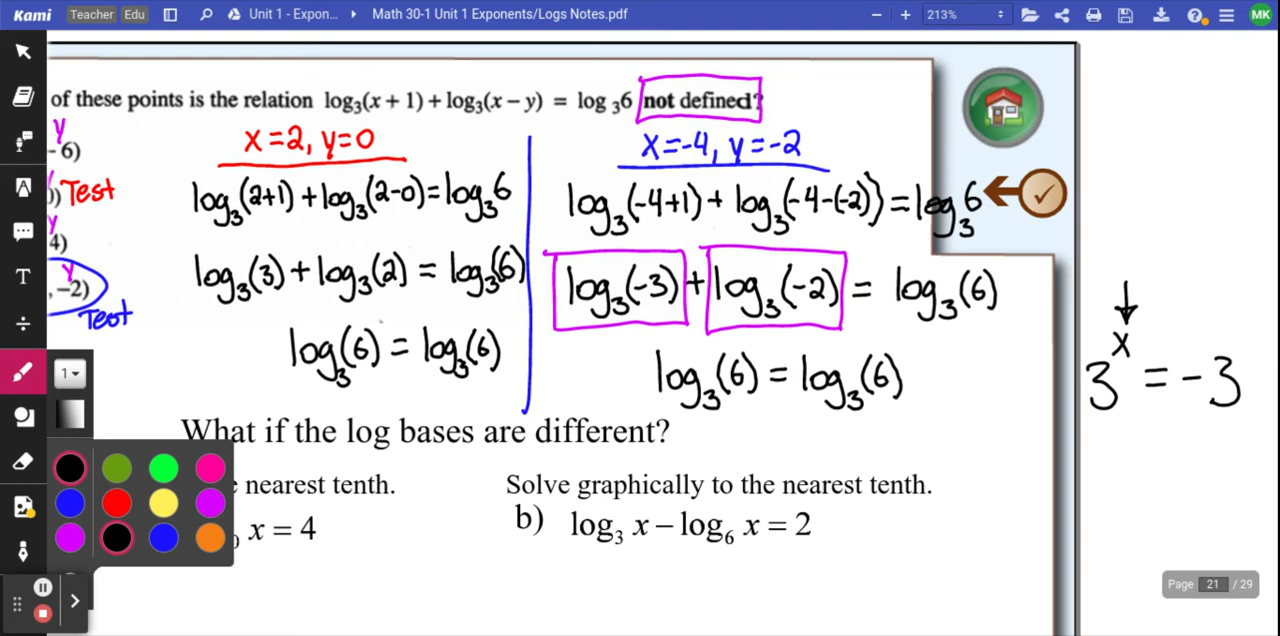 Kami Teacher Edu Unit 1 - Expon... Math 30-1 Unit 1 Exponents/Logs Notes.pdf 213% MK
of these points is the relation log₃(x + 1) + log₃(x − y) = log ₃6 not defined?
y
-6)
x=2, y=0
x=-4, y=-2
) Test
log₃(2+1) + log₃(2-0) = log₃6
log₃(-4+1) + log₃(-4-(-2)) = log₃6
y
4)
y
, -2)
Test
log₃(3) + log₃(2) = log₃(6)
log₃(-3) + log₃(-2) = log₃(6)
log₃(6) = log₃(6)
log₃(6) = log₃(6)
3ˣ = -3
What if the log bases are different?
nearest tenth.
x = 4
Solve graphically to the nearest tenth.
b) log₃ x − log₆ x = 2
T
1
Page 21 / 29